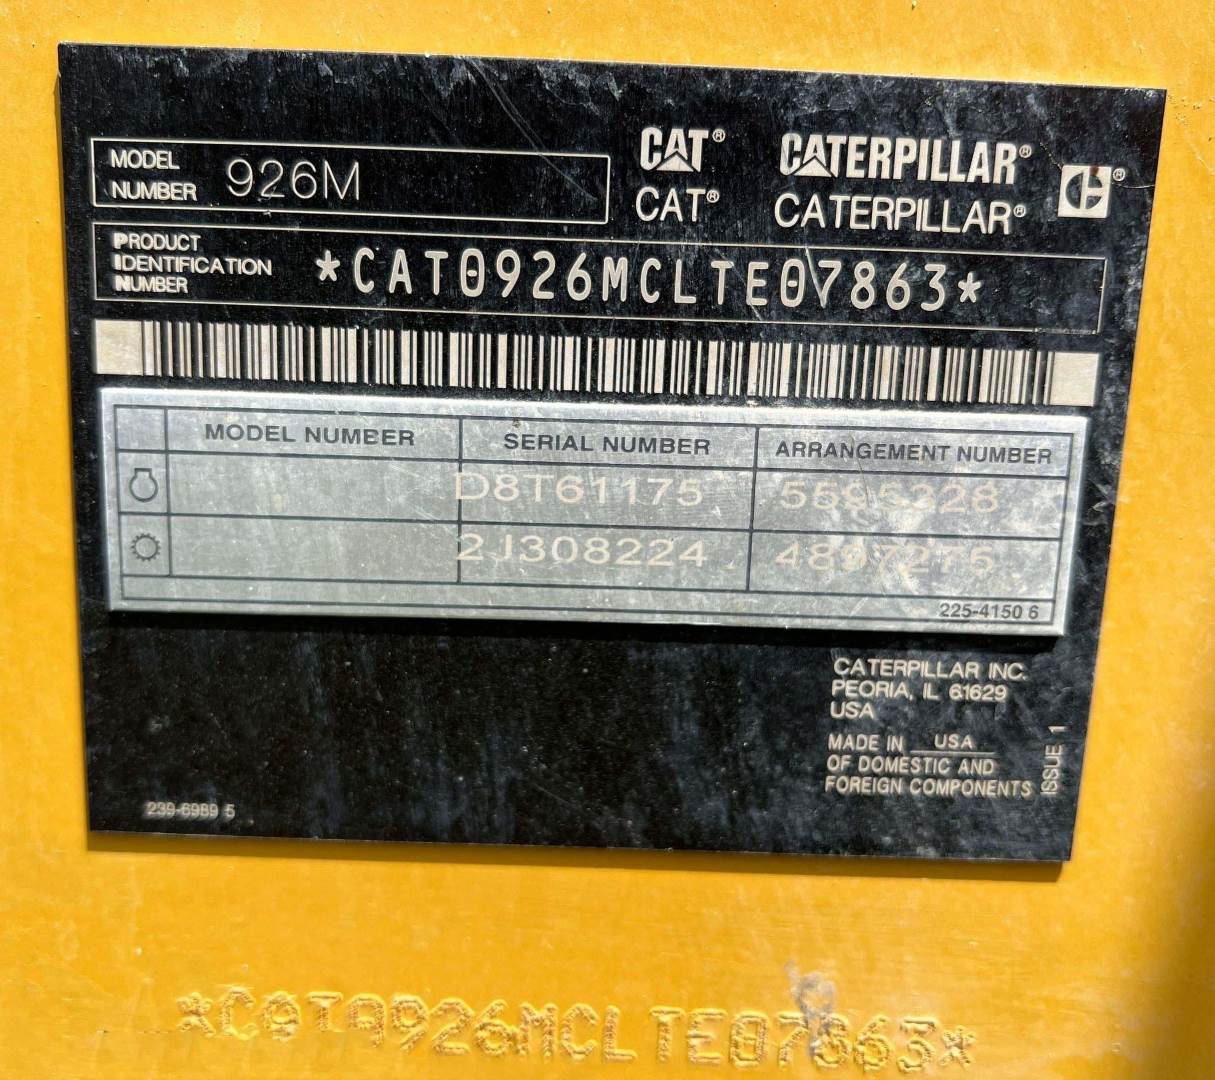 MODEL NUMBER 926M
CAT® CATERPILLAR®
CAT® CATERPILLAR®
PRODUCT IDENTIFICATION NUMBER *CAT0926MCLTE07863*
MODEL NUMBER SERIAL NUMBER ARRANGEMENT NUMBER
D8T61175 5595328
2J308224 4897276
225-4150 6
CATERPILLAR INC.
PEORIA, IL 61629
USA
MADE IN USA
OF DOMESTIC AND
FOREIGN COMPONENTS
ISSUE 1
239-6989 5
*CAT0926MCLTE07863*